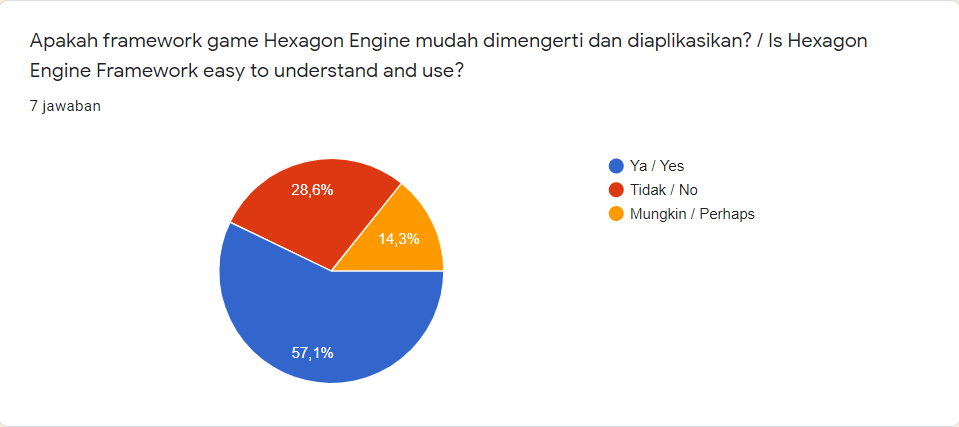 Apakah framework game Hexagon Engine mudah dimengerti dan diaplikasikan? / Is Hexagon
Engine Framework easy to understand and use?
7 jawaban
28,6%
14,3%
57,1%
Ya / Yes
Tidak / No
Mungkin / Perhaps